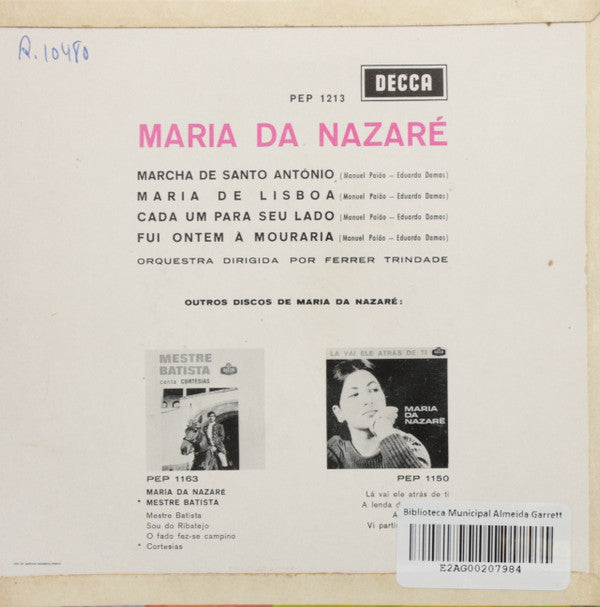 R.10480
DECCA
PEP 1213
MARIA DA NAZARÉ
MARCHA DE SANTO ANTÓNIO (Manuel Paião – Eduardo Damas)
MARIA DE LISBOA (Manuel Paião – Eduardo Damas)
CADA UM PARA SEU LADO (Manuel Paião – Eduardo Damas)
FUI ONTEM À MOURARIA (Manuel Paião – Eduardo Damas)
ORQUESTRA DIRIGIDA POR FERRER TRINDADE
OUTROS DISCOS DE MARIA DA NAZARÉ:
MESTRE
BATISTA
canta CORTESIAS
PEP 1163
MARIA DA NAZARÉ
* MESTRE BATISTA
Mestre Batista
Sou do Ribatejo
O fado fez-se campino
* Cortesias
LÁ VAI ELE ATRÁS DE TI
MARIA
DA
NAZARÉ
PEP 1150
Lá vai ele atrás de ti
A lenda
A
Vi
Biblioteca Municipal Almeida Garrett
E2AG00207984